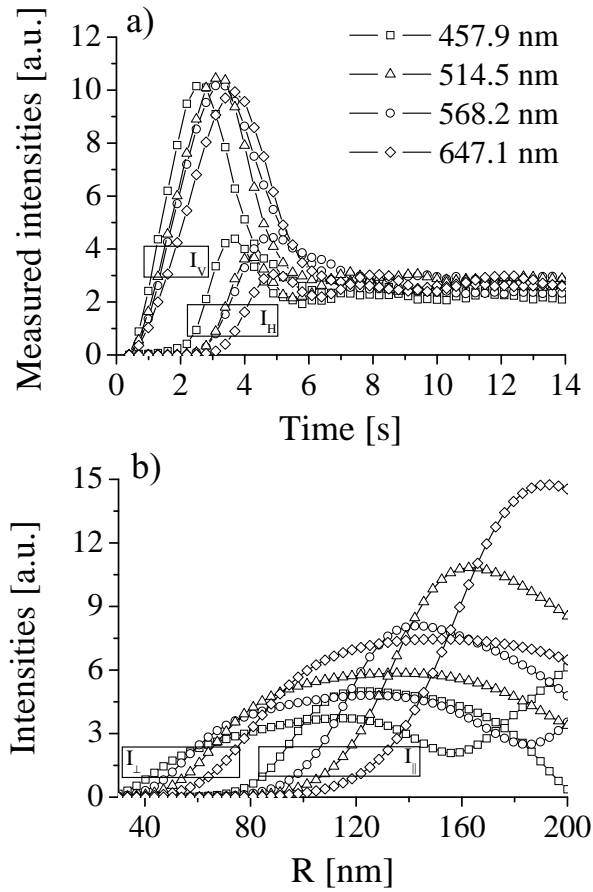 a)
Measured intensities [a.u.]
12
10
8
6
4
2
0
457.9 nm
514.5 nm
568.2 nm
647.1 nm
I_V
I_H
0 2 4 6 8 10 12 14
Time [s]
b)
Intensities [a.u.]
15
12
9
6
3
0
I_⊥
I_∥
40 80 120 160 200
R [nm]